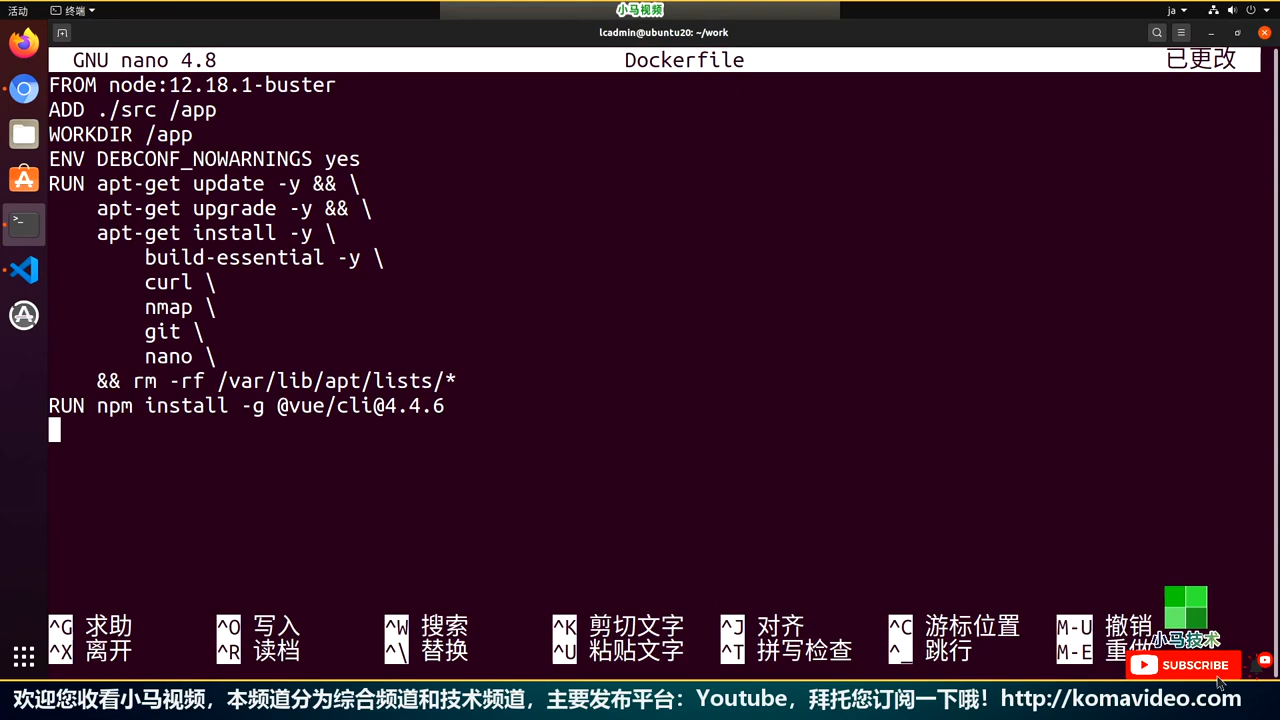 小马视频
活动
终端
ja
lcadmin@ubuntu20: ~/work
GNU nano 4.8 Dockerfile 已更改
FROM node:12.18.1-buster
ADD ./src /app
WORKDIR /app
ENV DEBCONF_NOWARNINGS yes
RUN apt-get update -y && \
apt-get upgrade -y && \
apt-get install -y \
build-essential -y \
curl \
nmap \
git \
nano \
&& rm -rf /var/lib/apt/lists/*
RUN npm install -g @vue/cli@4.4.6
^G 求助 ^O 写入 ^W 搜索 ^K 剪切文字 ^J 对齐 ^C 游标位置 M-U 撤销
^X 离开 ^R 读档 ^\ 替换 ^U 粘贴文字 ^T 拼写检查 ^_ 跳行 M-E 重做
小马技术
SUBSCRIBE
欢迎您收看小马视频，本频道分为综合频道和技术频道，主要发布平台：Youtube，拜托您订阅一下哦！http://komavideo.com